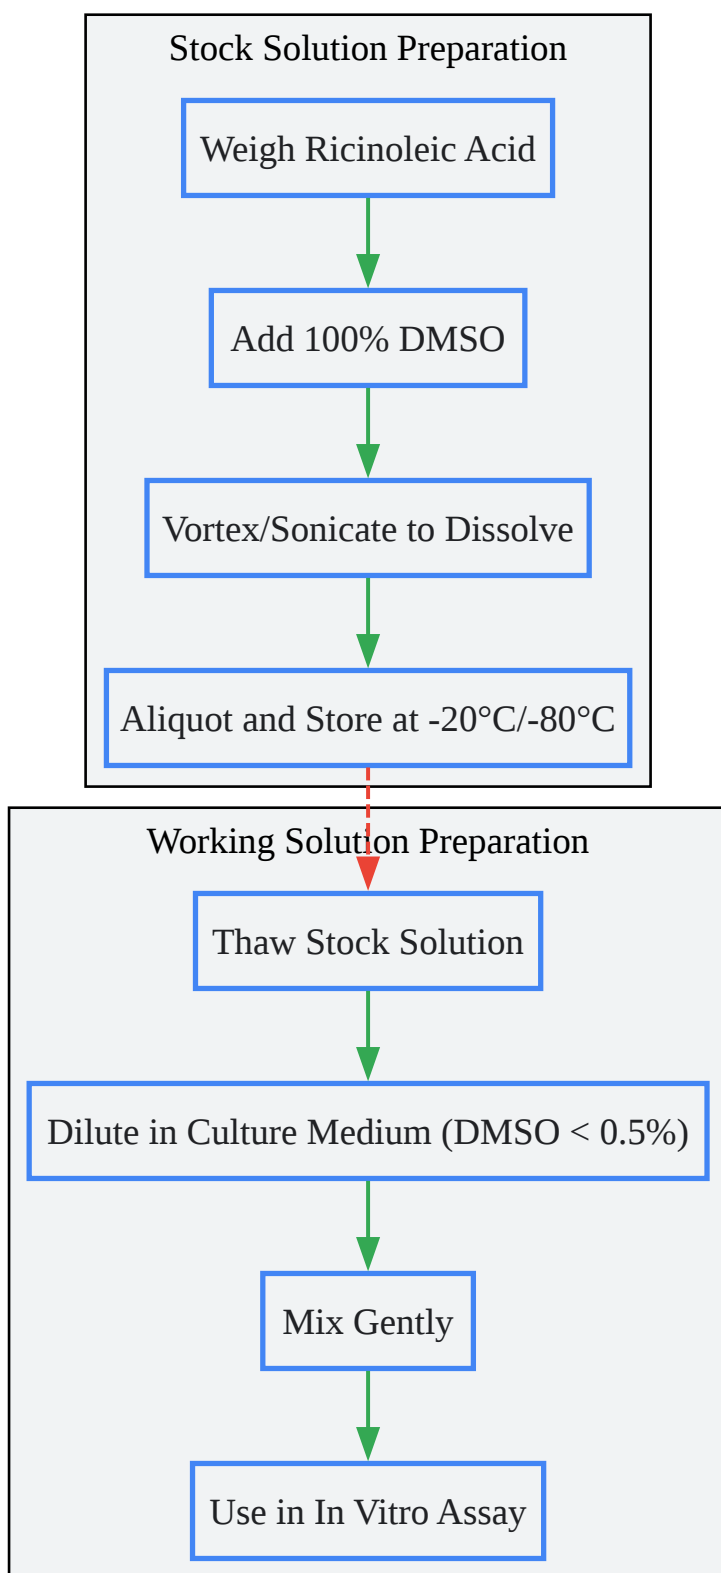 Stock Solution Preparation
Weigh Ricinoleic Acid
Add 100% DMSO
Vortex/Sonicate to Dissolve
Aliquot and Store at -20°C/-80°C
Working Solution Preparation
Thaw Stock Solution
Dilute in Culture Medium (DMSO < 0.5%)
Mix Gently
Use in In Vitro Assay